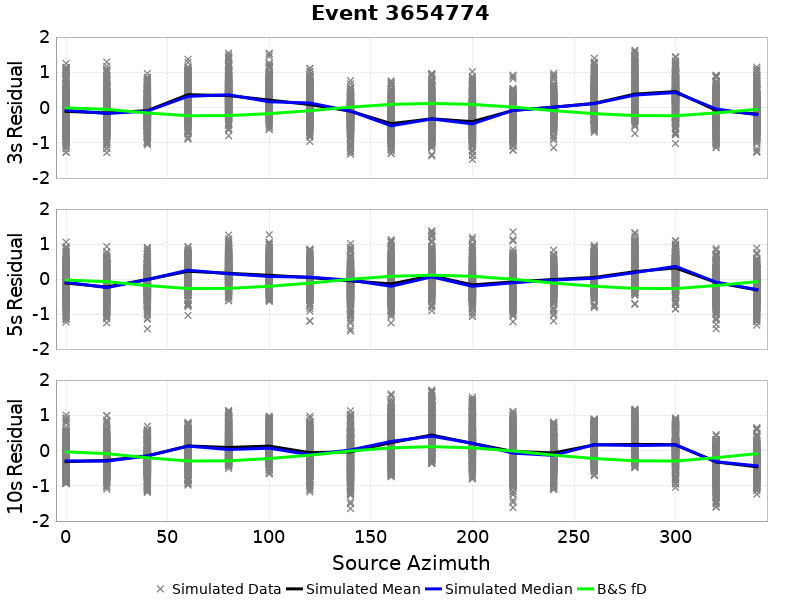 Event 3654774
2
1
0
-1
-2
3s Residual
2
1
0
-1
-2
5s Residual
2
1
0
-1
-2
10s Residual
0 50 100 150 200 250 300
Source Azimuth
Simulated Data Simulated Mean Simulated Median B&S fD